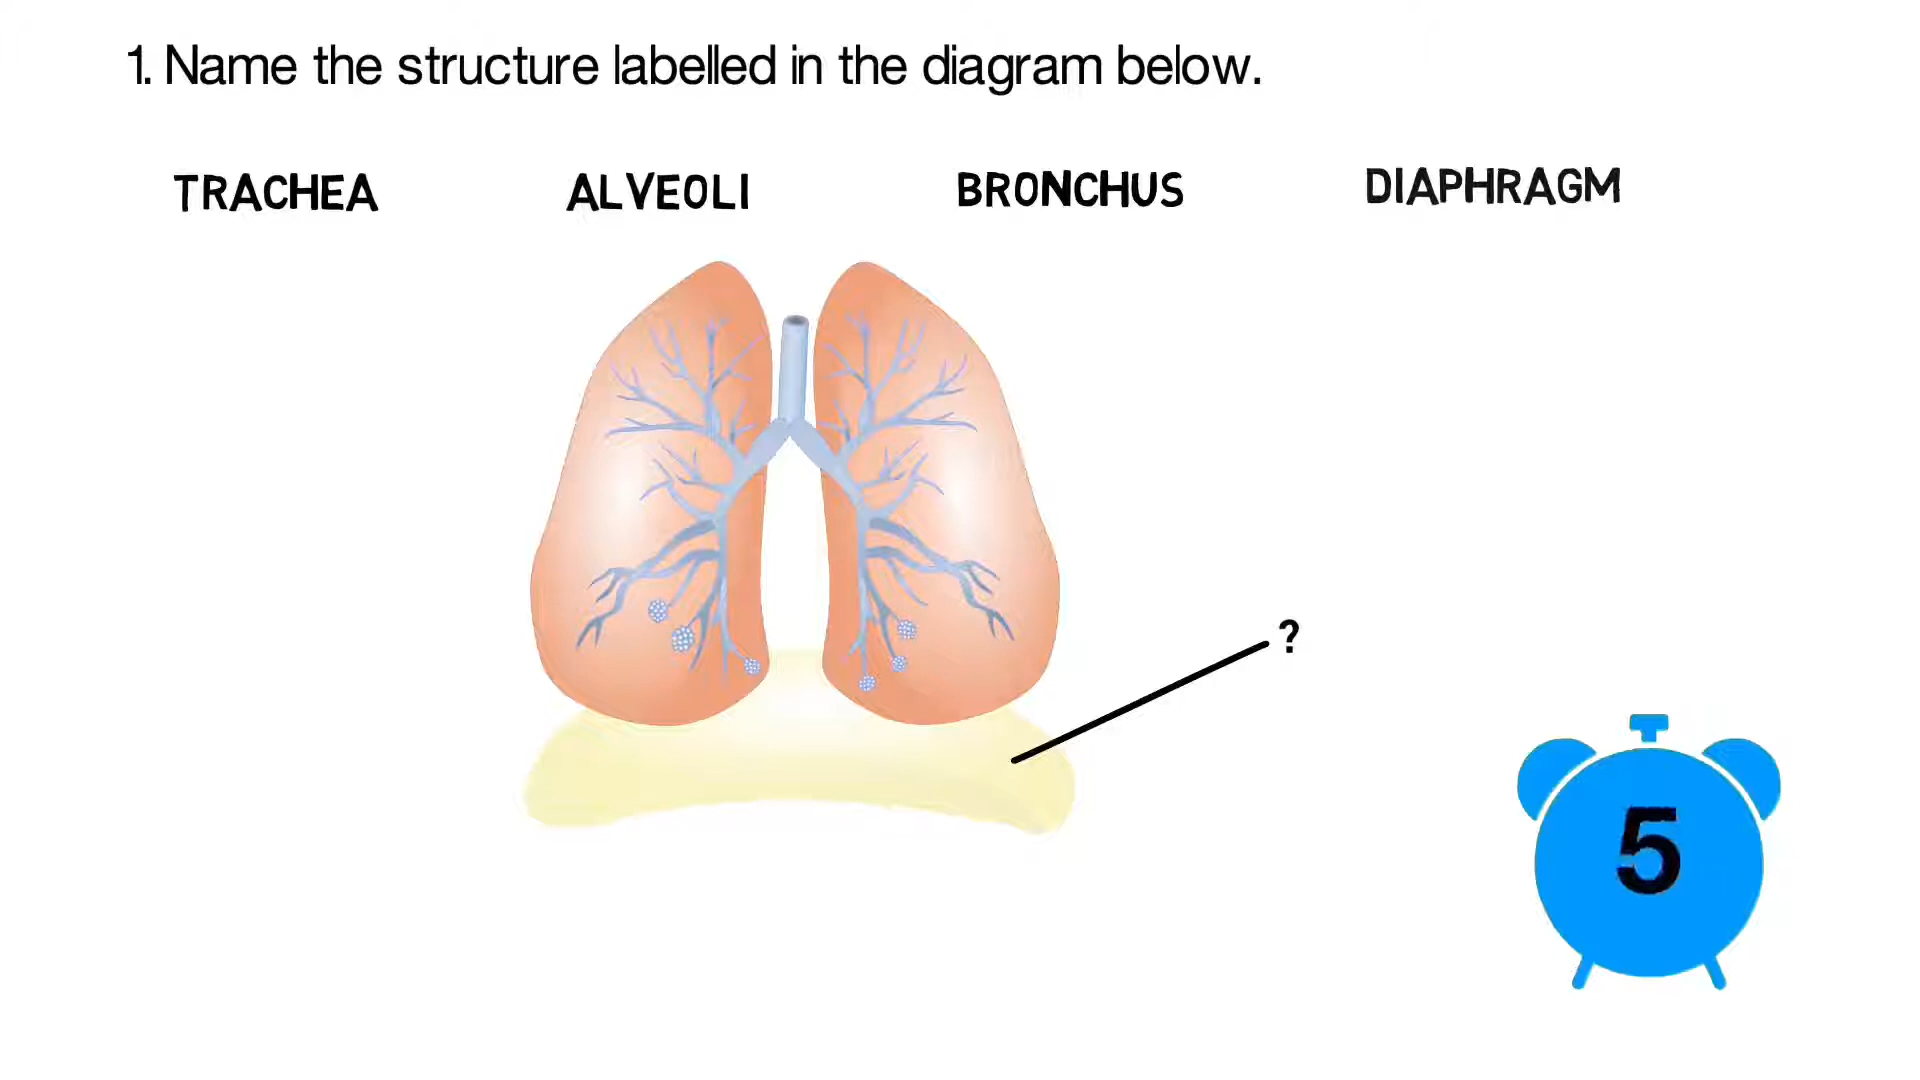 1. Name the structure labelled in the diagram below.
TRACHEA ALVEOLI BRONCHUS DIAPHRAGM
?
5